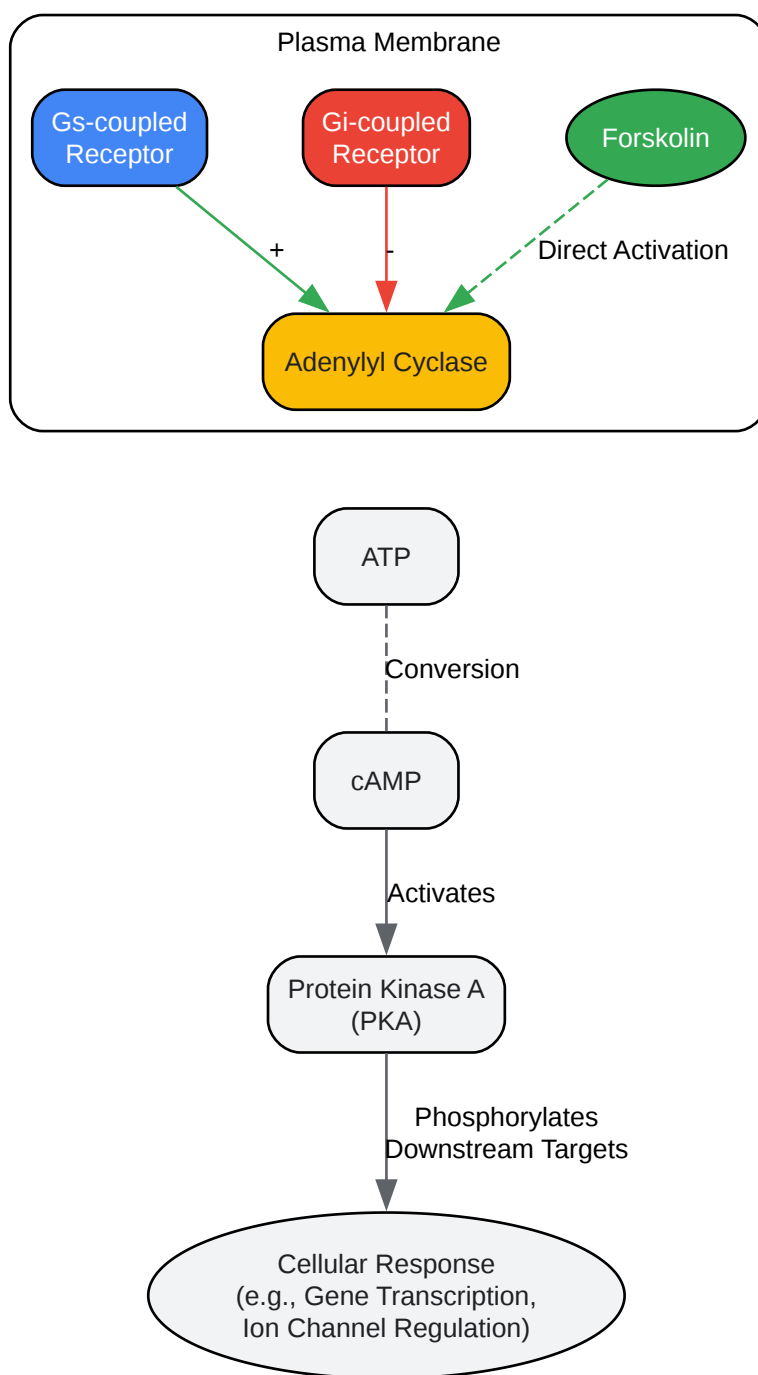 Plasma Membrane
Gs-coupled
Receptor
Gi-coupled
Receptor
Forskolin
+
-
Direct Activation
Adenylyl Cyclase
ATP
Conversion
cAMP
Activates
Protein Kinase A
(PKA)
Phosphorylates
Downstream Targets
Cellular Response
(e.g., Gene Transcription,
Ion Channel Regulation)